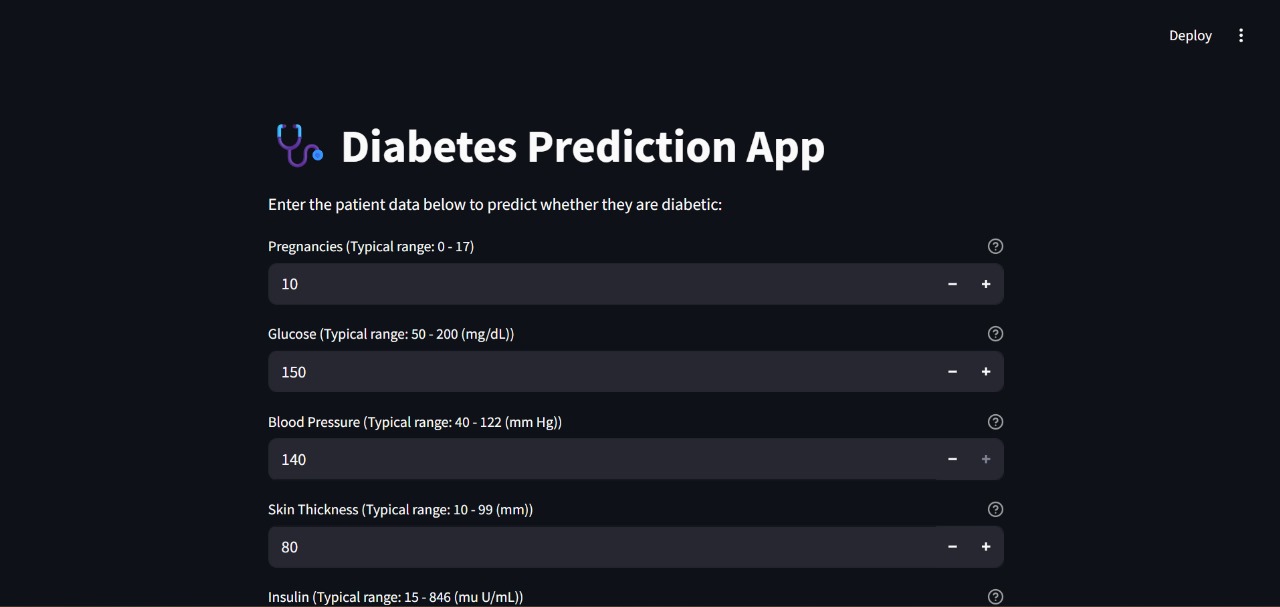 Deploy
Diabetes Prediction App
Enter the patient data below to predict whether they are diabetic:
Pregnancies (Typical range: 0 - 17)
10
Glucose (Typical range: 50 - 200 (mg/dL))
150
Blood Pressure (Typical range: 40 - 122 (mm Hg))
140
Skin Thickness (Typical range: 10 - 99 (mm))
80
Insulin (Typical range: 15 - 846 (mu U/mL))